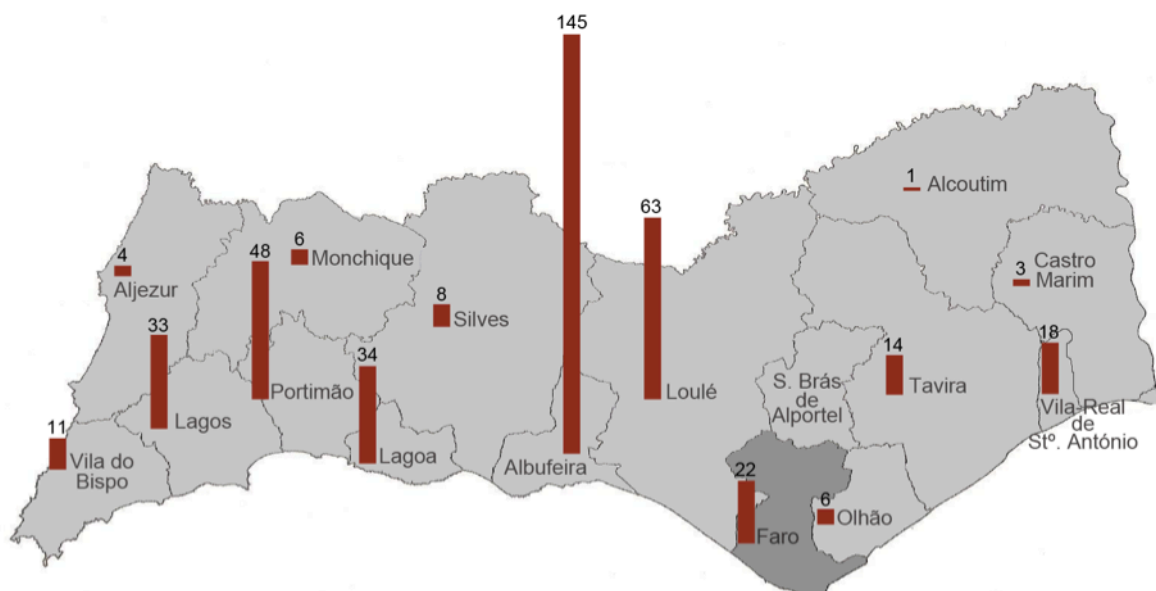 145
1
Alcoutim
63
6
Monchique
4
Aljezur
48
3
Castro
Marim
8
Silves
33
Lagos
34
Lagoa
Portimão
Loulé
14
Tavira
S. Brás
de
Alportel
18
Vila-Real
de
Stº. António
11
Vila do
Bispo
Albufeira
22
Faro
6
Olhão